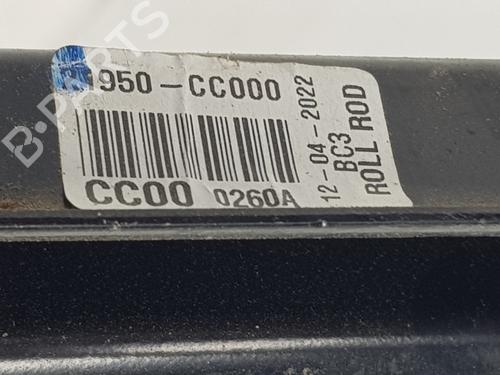 950-CC000
CC00 0260A
12-04-2022
BC3
ROLL ROD
B-PARTS